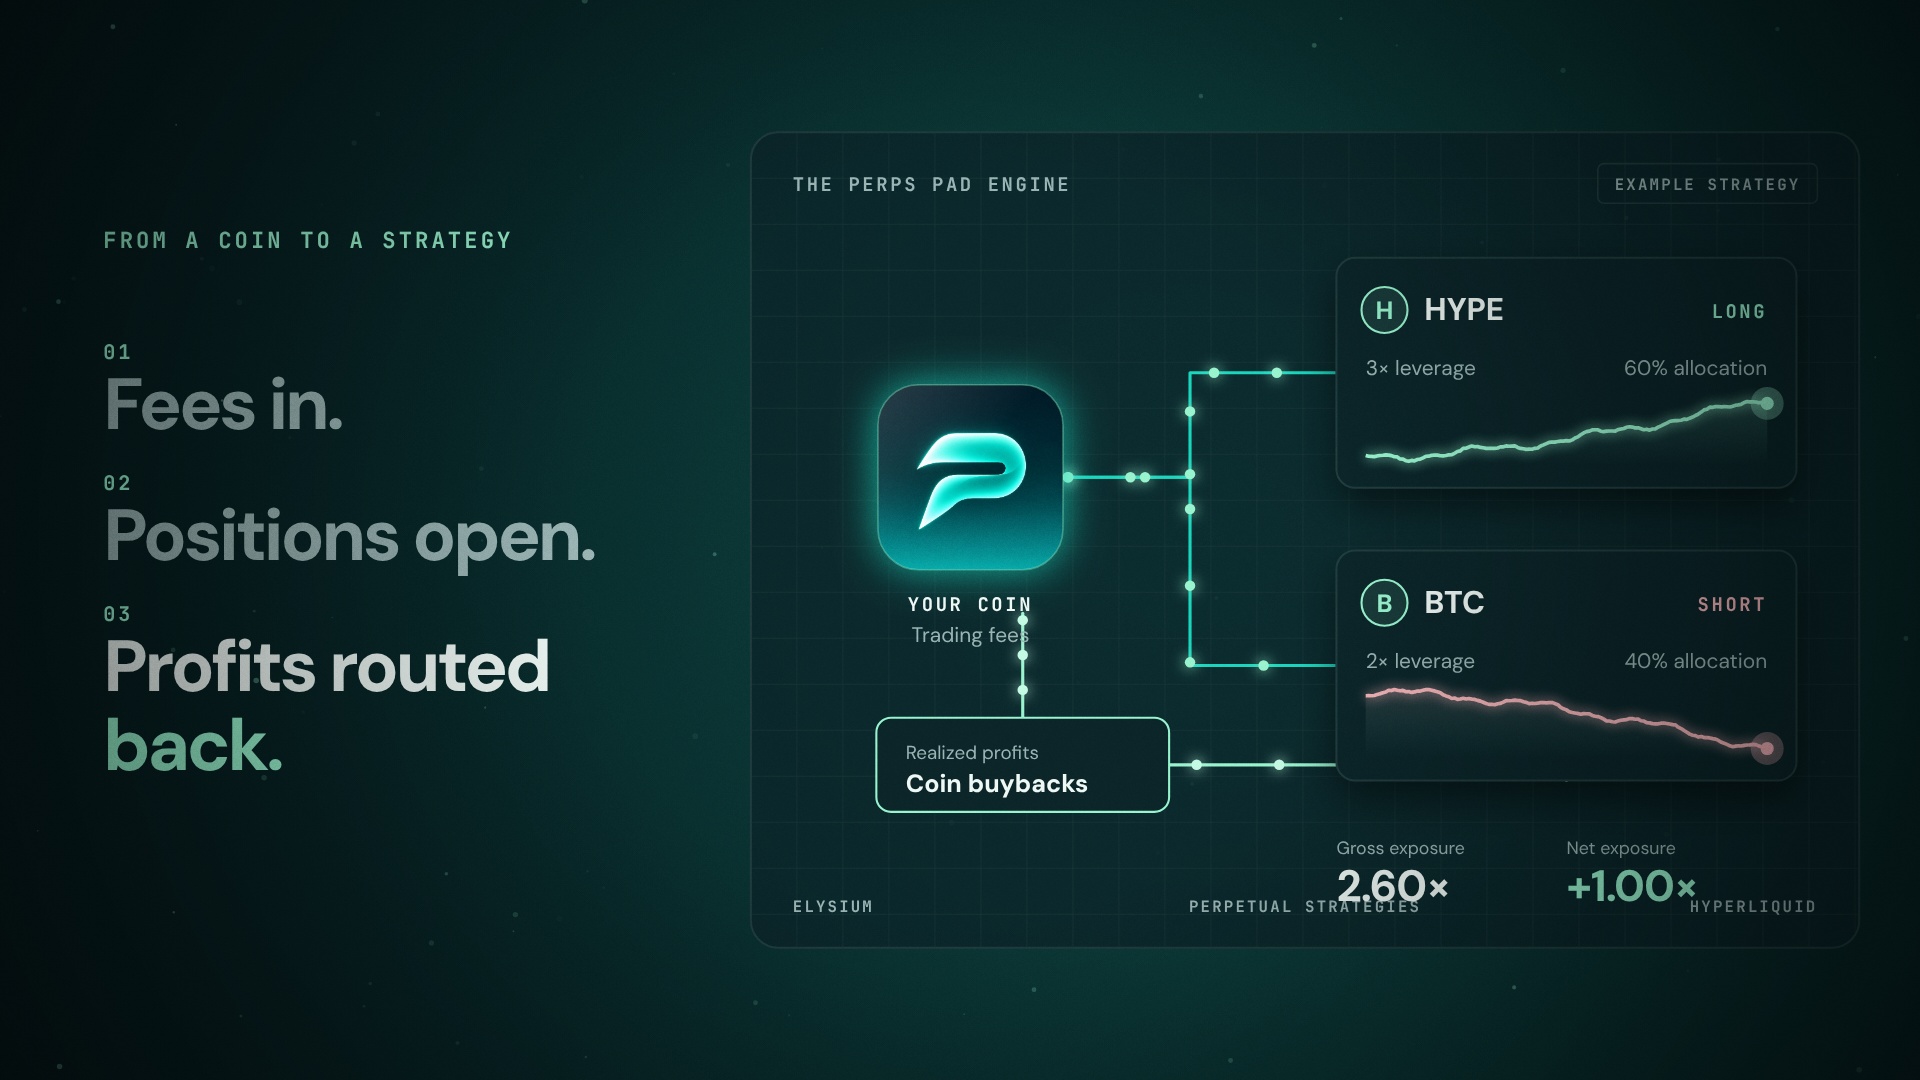 FROM A COIN TO A STRATEGY
01
Fees in.
02
Positions open.
03
Profits routed
back.
THE PERPS PAD ENGINE
EXAMPLE STRATEGY
H HYPE LONG
3× leverage 60% allocation
YOUR COIN
Trading fees
B BTC SHORT
2× leverage 40% allocation
Realized profits
Coin buybacks
Gross exposure Net exposure
2.60× +1.00×
ELYSIUM PERPETUAL STRATEGIES HYPERLIQUID